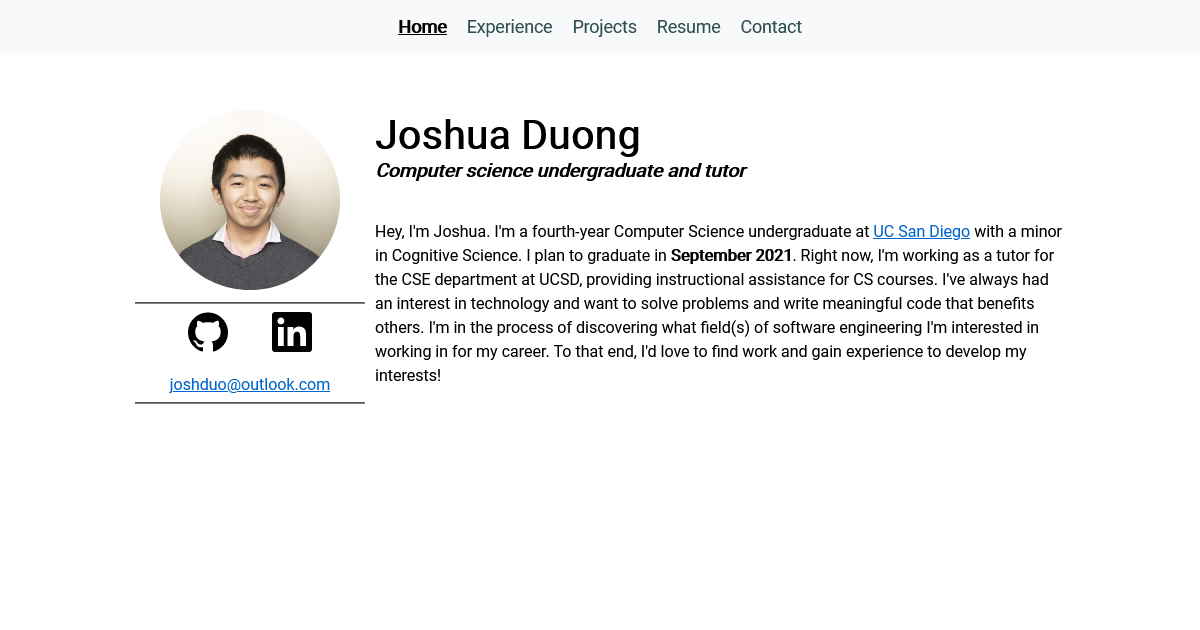 Home Experience Projects Resume Contact
Joshua Duong
Computer science undergraduate and tutor
Hey, I'm Joshua. I'm a fourth-year Computer Science undergraduate at UC San Diego with a minor
in Cognitive Science. I plan to graduate in September 2021. Right now, I'm working as a tutor for
the CSE department at UCSD, providing instructional assistance for CS courses. I've always had
an interest in technology and want to solve problems and write meaningful code that benefits
others. I'm in the process of discovering what field(s) of software engineering I'm interested in
working in for my career. To that end, I'd love to find work and gain experience to develop my
interests!
in
joshduo@outlook.com